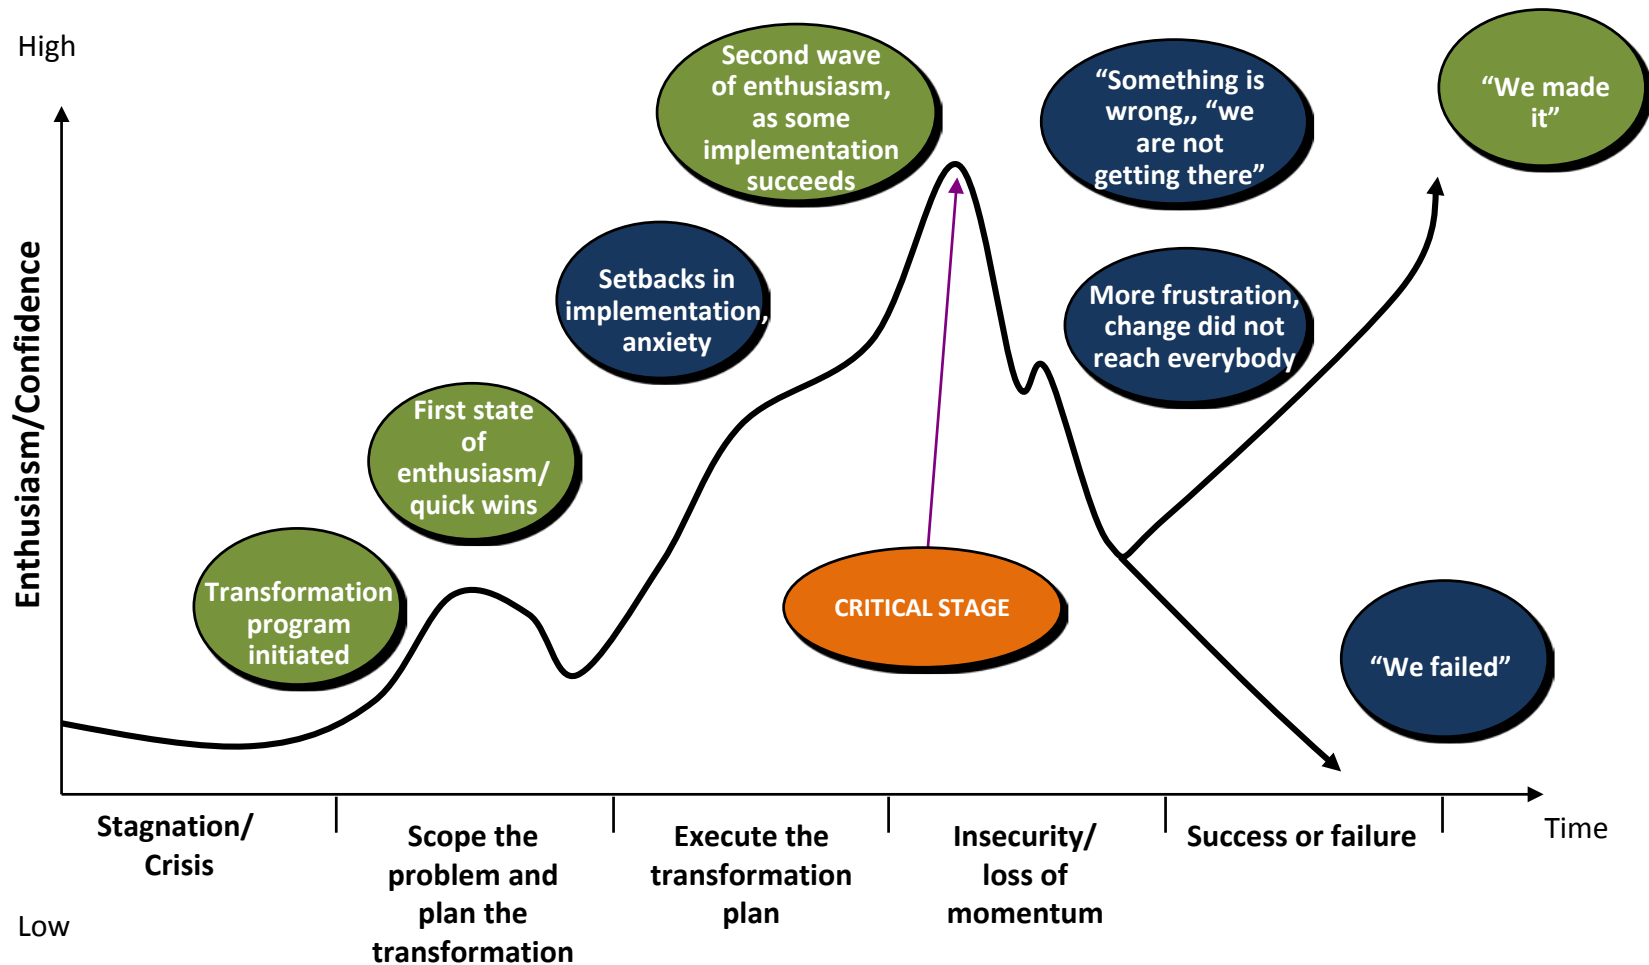 High
Enthusiasm/Confidence
Low
Transformation
program
initiated
First state
of
enthusiasm/
quick wins
Setbacks in
implementation,
anxiety
Second wave
of enthusiasm,
as some
implementation
succeeds
CRITICAL STAGE
“Something is
wrong,, “we
are not
getting there”
More frustration,
change did not
reach everybody
“We made
it”
“We failed”
Stagnation/
Crisis
Scope the
problem and
plan the
transformation
Execute the
transformation
plan
Insecurity/
loss of
momentum
Success or failure
Time